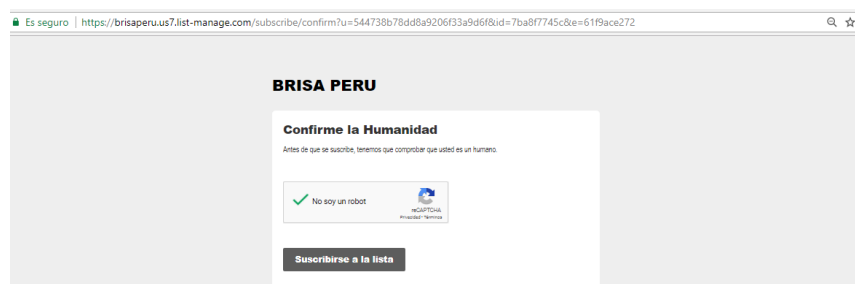 Es seguro | https://brisaperu.us7.list-manage.com/subscribe/confirm?u=544738b78dd8a9206f33a9d6f&id=7ba8f7745c&e=61f9ace272
BRISA PERU
Confirme la Humanidad
Antes de que se suscribe, tenemos que comprobar que usted es un humano.
No soy un robot
reCAPTCHA
Privacidad - Términos
Suscribirse a la lista